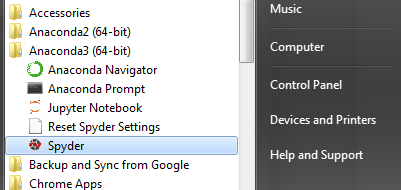 Accessories
Anaconda2 (64-bit)
Anaconda3 (64-bit)
Anaconda Navigator
Anaconda Prompt
Jupyter Notebook
Reset Spyder Settings
Spyder
Backup and Sync from Google
Chrome Apps
Music
Computer
Control Panel
Devices and Printers
Help and Support